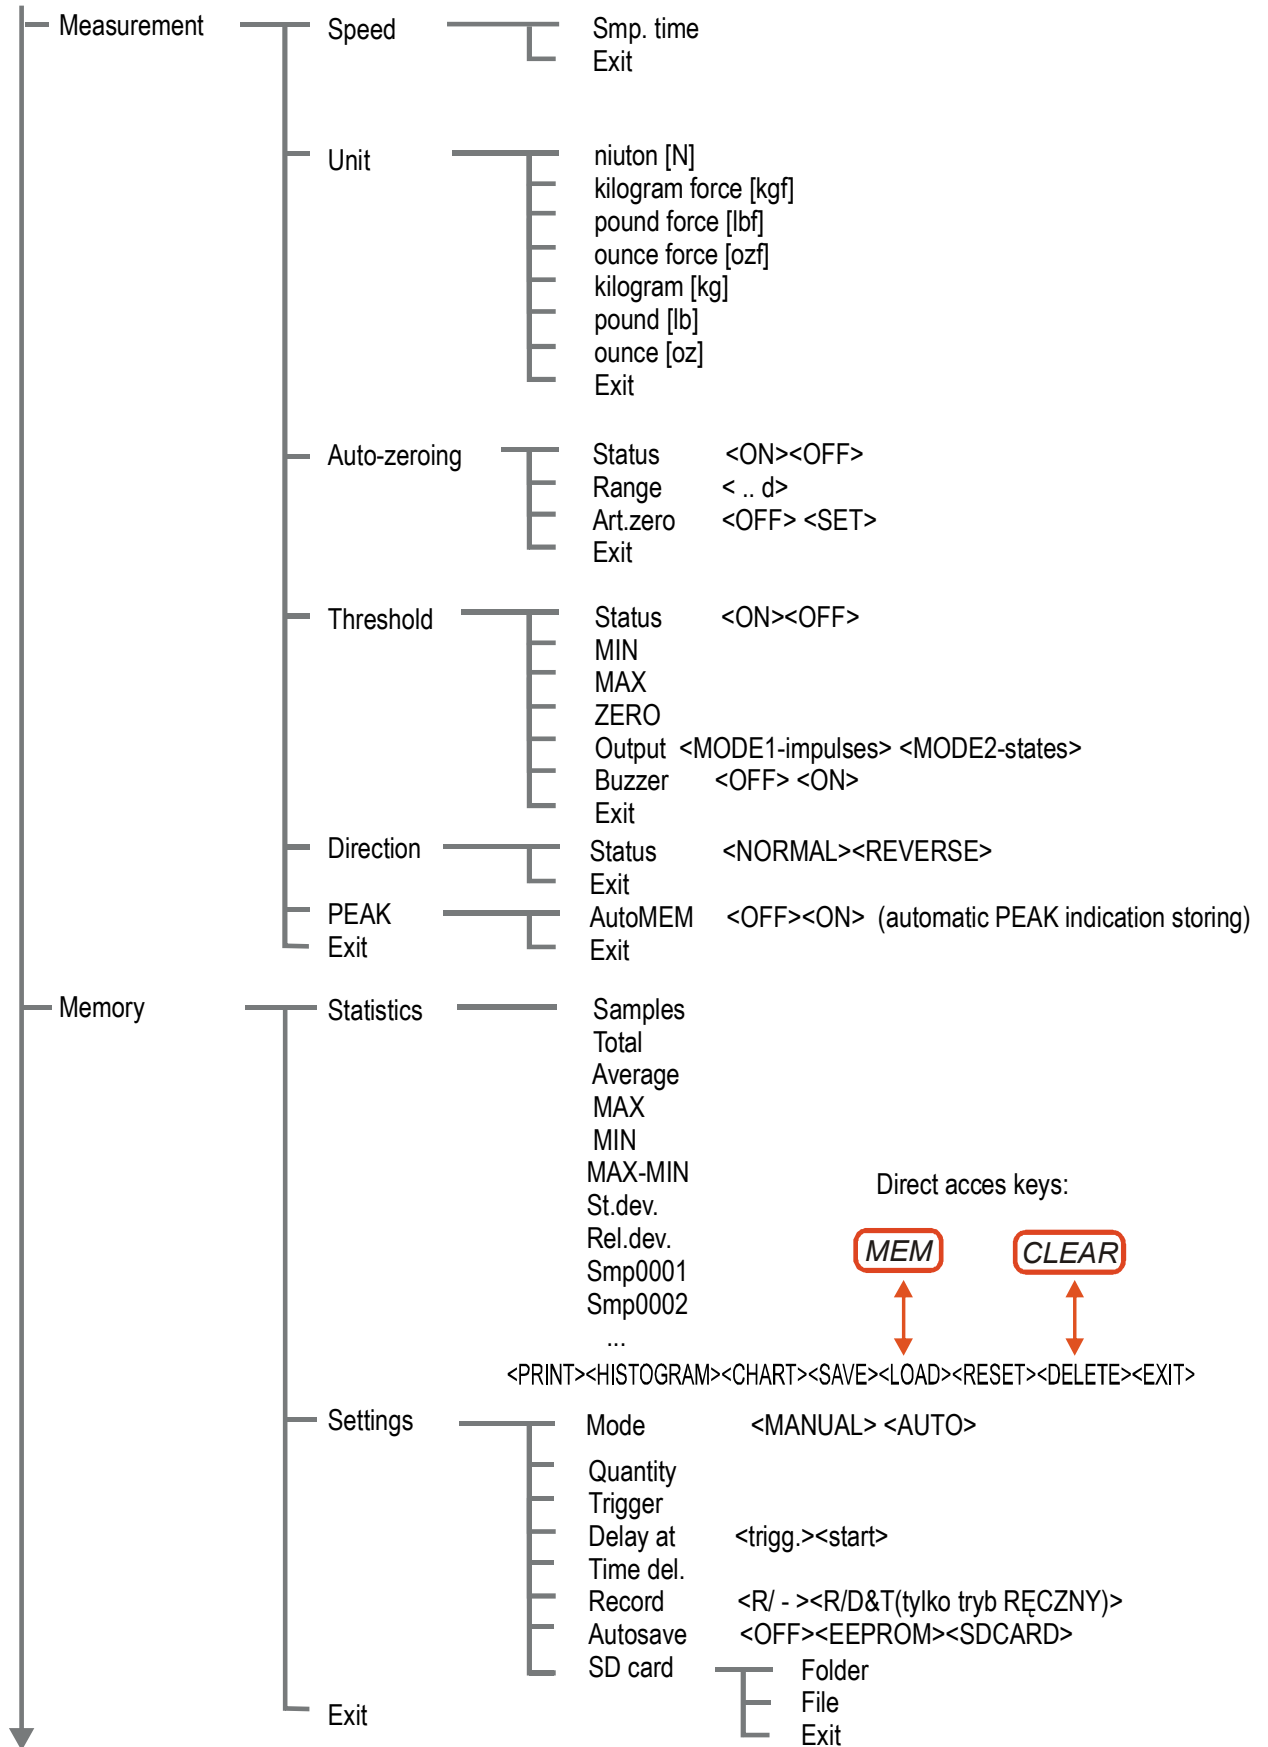 Measurement Speed Smp. time
Exit
Unit niuton [N]
kilogram force [kgf]
pound force [lbf]
ounce force [ozf]
kilogram [kg]
pound [lb]
ounce [oz]
Exit
Auto-zeroing Status <ON><OFF>
Range < .. d>
Art.zero <OFF> <SET>
Exit
Threshold Status <ON><OFF>
MIN
MAX
ZERO
Output <MODE1-impulses> <MODE2-states>
Buzzer <OFF> <ON>
Exit
Direction Status <NORMAL><REVERSE>
Exit
PEAK AutoMEM <OFF><ON> (automatic PEAK indication storing)
Exit Exit
Memory Statistics Samples
Total
Average
MAX
MIN
MAX-MIN
Direct acces keys:
St.dev.
Rel.dev.
MEM CLEAR
Smp0001
Smp0002
...
<PRINT><HISTOGRAM><CHART><SAVE><LOAD><RESET><DELETE><EXIT>
Settings Mode <MANUAL> <AUTO>
Quantity
Trigger
Delay at <trigg.><start>
Time del.
Record <R/ - ><R/D&T(tylko tryb RĘCZNY)>
Autosave <OFF><EEPROM><SDCARD>
SD card Folder
File
Exit Exit